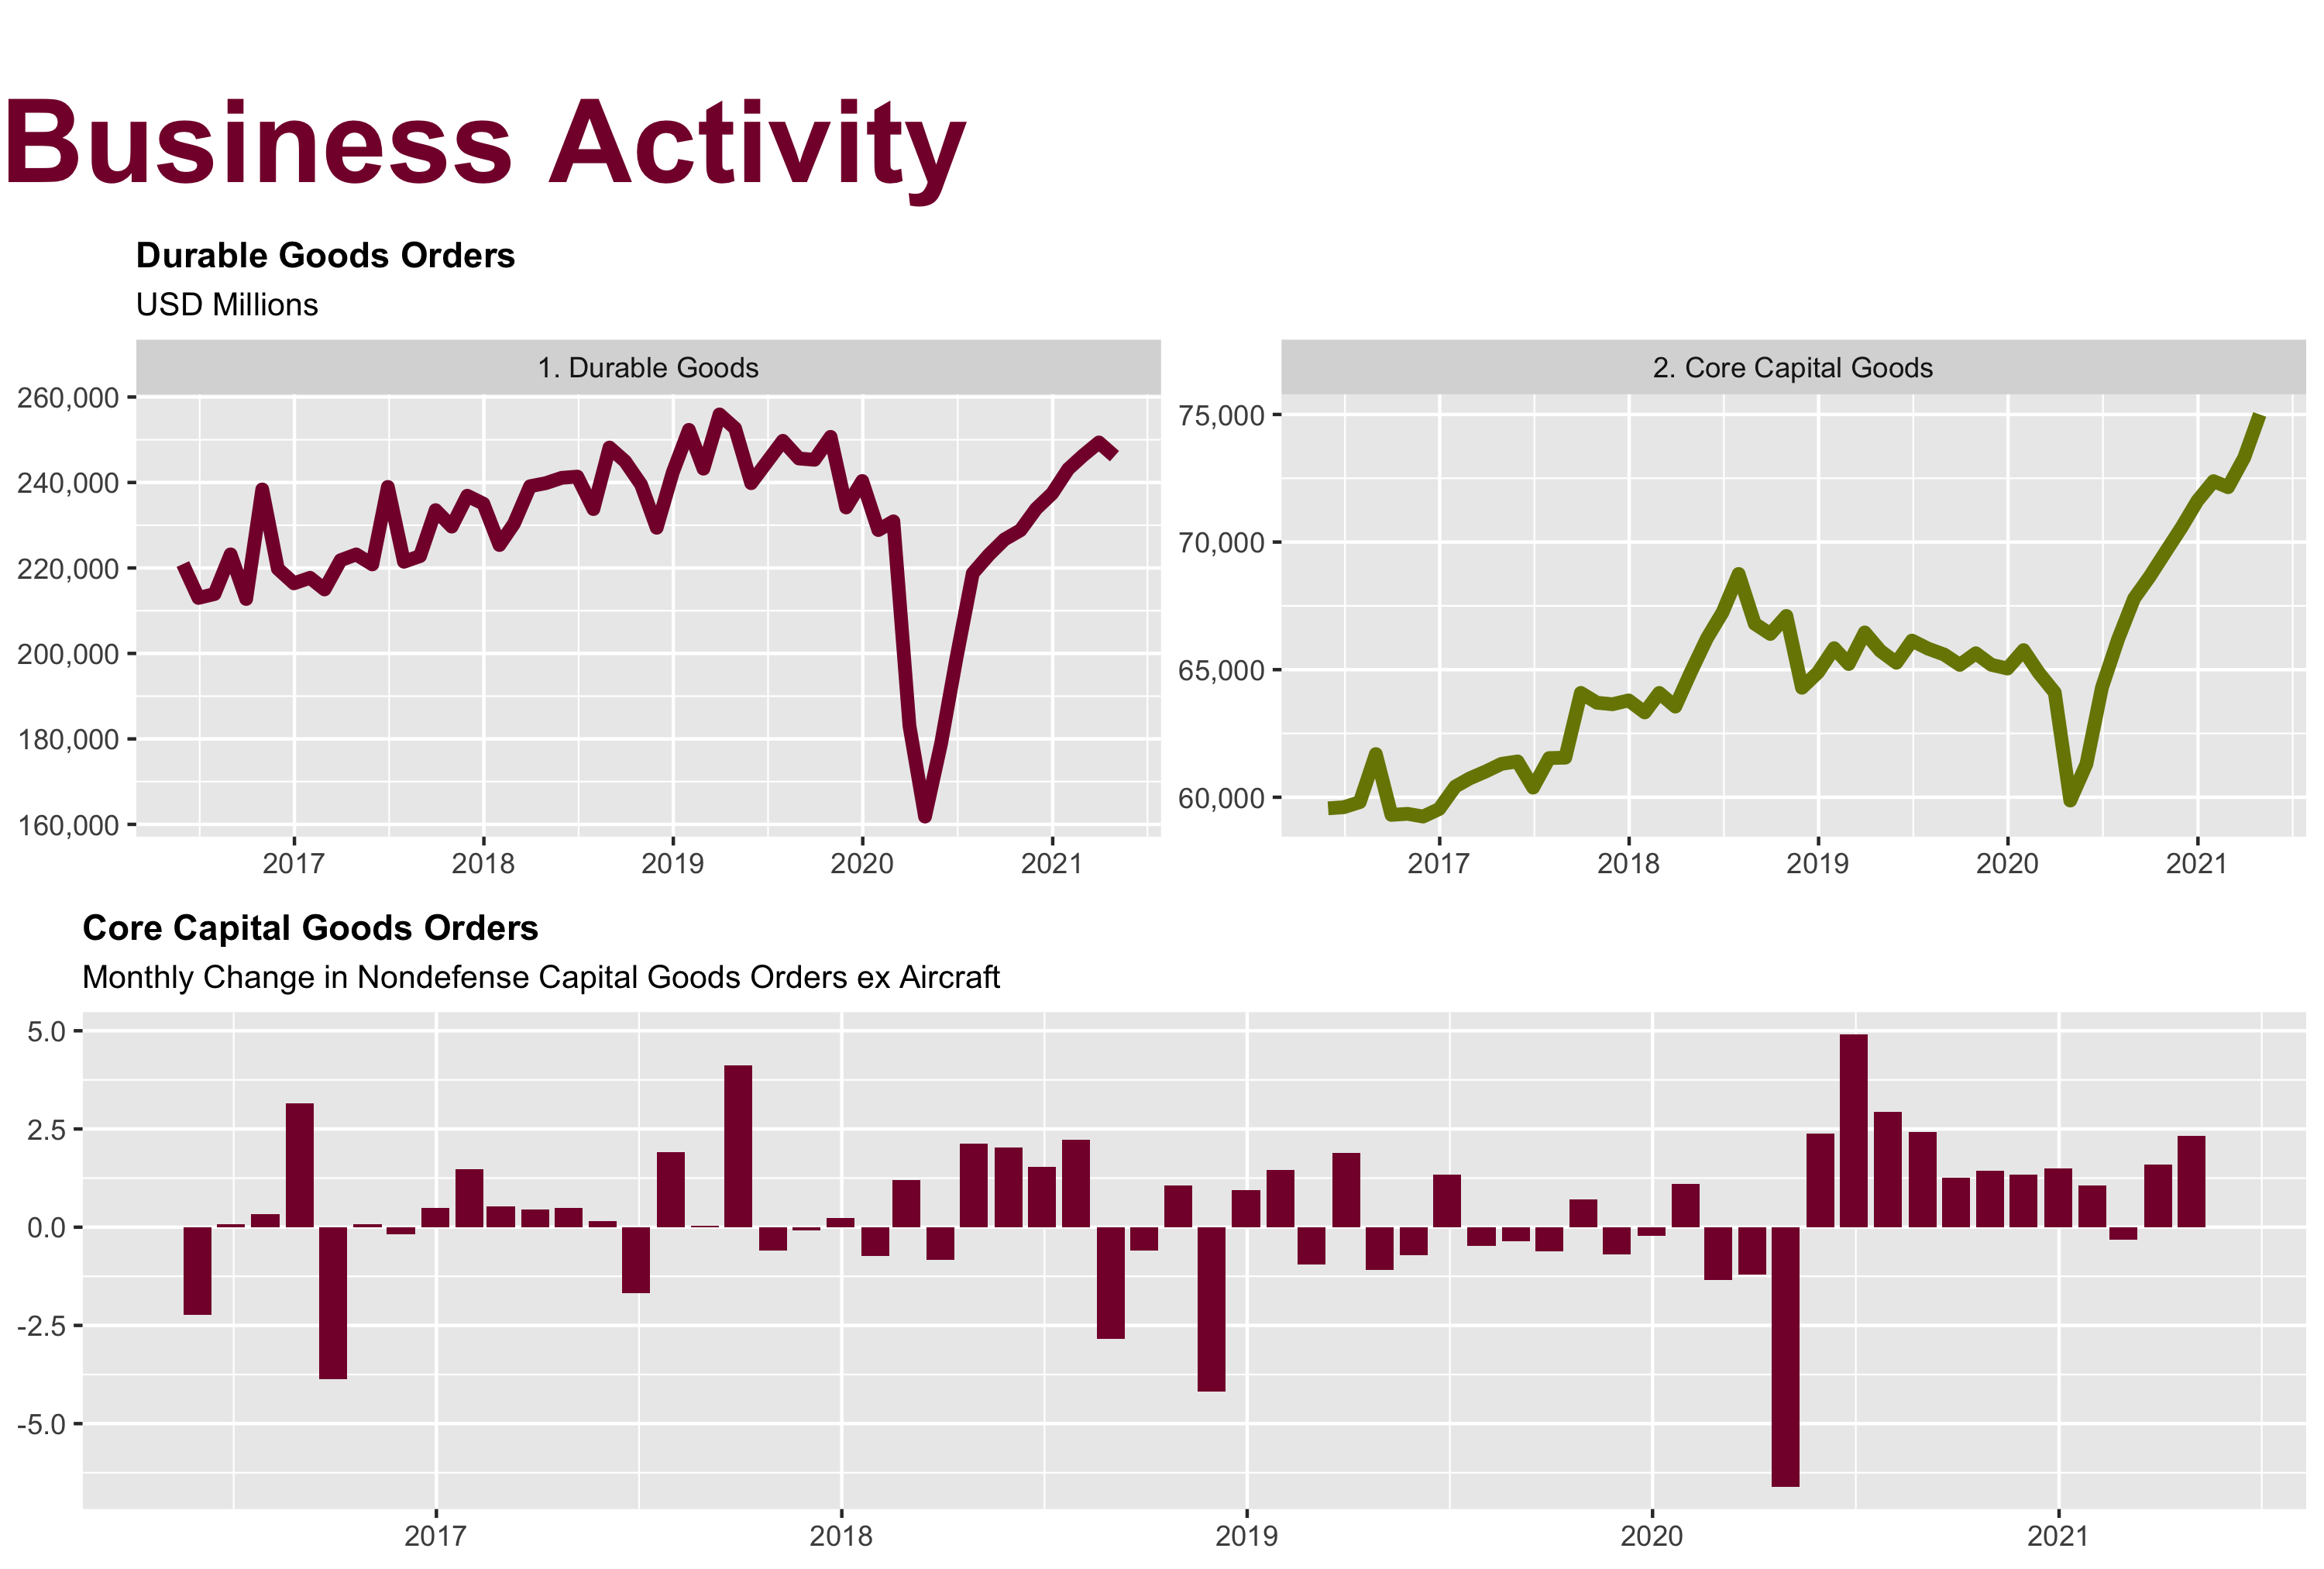 Business Activity
Durable Goods Orders
USD Millions
1. Durable Goods
260,000
240,000
220,000
200,000
180,000
160,000
2017 2018 2019 2020 2021
2. Core Capital Goods
75,000
70,000
65,000
60,000
2017 2018 2019 2020 2021
Core Capital Goods Orders
Monthly Change in Nondefense Capital Goods Orders ex Aircraft
5.0
2.5
0.0
-2.5
-5.0
2017 2018 2019 2020 2021